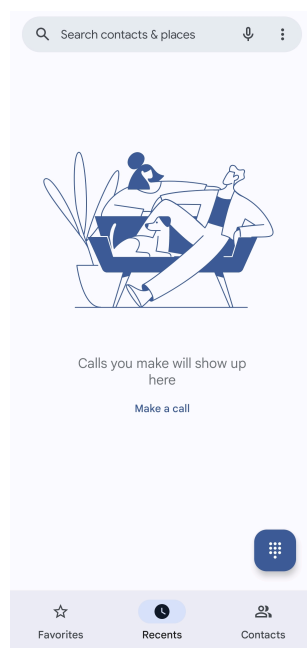 Search contacts & places
Calls you make will show up
here
Make a call
Favorites
Recents
Contacts